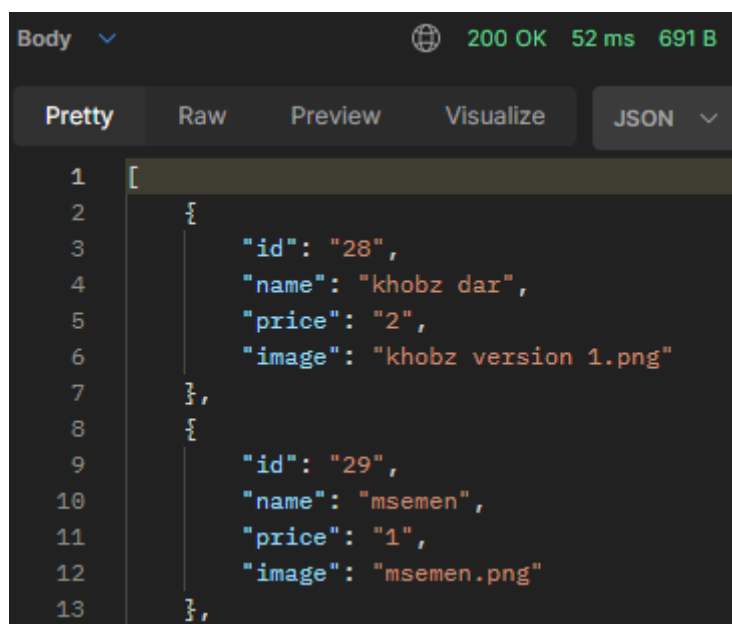 Body 200 OK 52 ms 691 B
Pretty Raw Preview Visualize JSON
1 [
2 {
3 "id": "28",
4 "name": "khobz dar",
5 "price": "2",
6 "image": "khobz version 1.png"
7 },
8 {
9 "id": "29",
10 "name": "msemen",
11 "price": "1",
12 "image": "msemen.png"
13 },